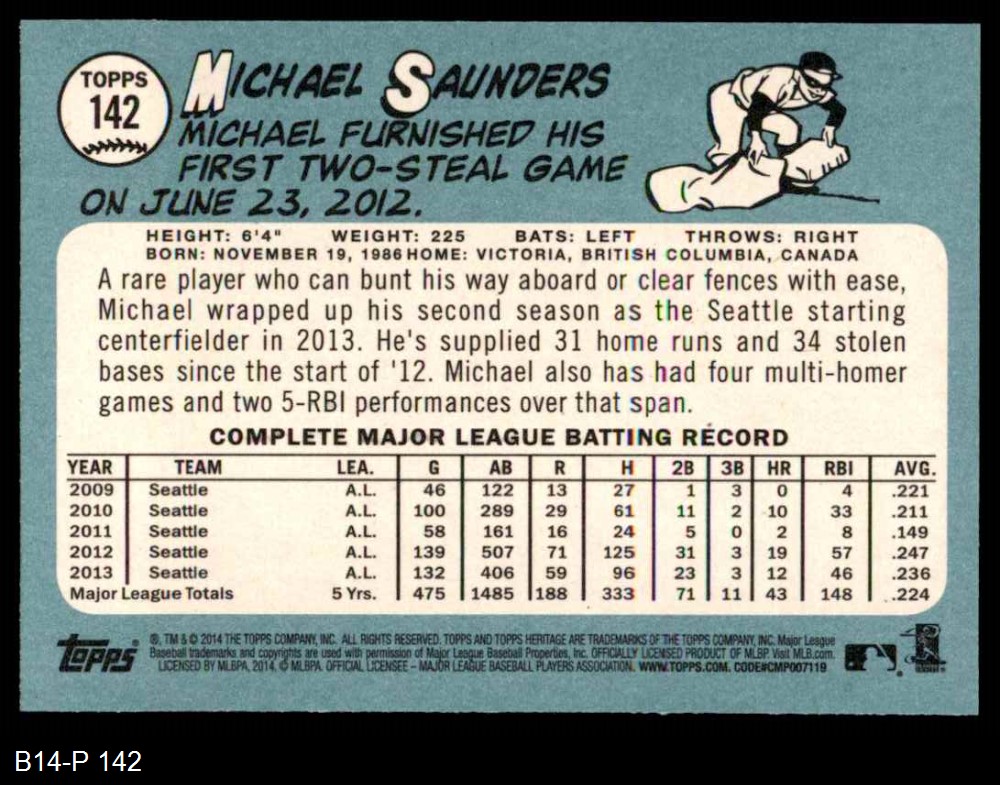 TOPPS
142
MICHAEL SAUNDERS
MICHAEL FURNISHED HIS
FIRST TWO-STEAL GAME
ON JUNE 23, 2012.
HEIGHT: 6'4" WEIGHT: 225 BATS: LEFT THROWS: RIGHT
BORN: NOVEMBER 19, 1986 HOME: VICTORIA, BRITISH COLUMBIA, CANADA
A rare player who can bunt his way aboard or clear fences with ease,
Michael wrapped up his second season as the Seattle starting
centerfielder in 2013. He's supplied 31 home runs and 34 stolen
bases since the start of '12. Michael also has had four multi-homer
games and two 5-RBI performances over that span.
COMPLETE MAJOR LEAGUE BATTING RECORD
YEAR TEAM LEA. G AB R H 2B 3B HR RBI AVG.
2009 Seattle A.L. 46 122 13 27 1 3 0 4 .221
2010 Seattle A.L. 100 289 29 61 11 2 10 33 .211
2011 Seattle A.L. 58 161 16 24 5 0 2 8 .149
2012 Seattle A.L. 139 507 71 125 31 3 19 57 .247
2013 Seattle A.L. 132 406 59 96 23 3 12 46 .236
Major League Totals 5 Yrs. 475 1485 188 333 71 11 43 148 .224
topps
®, TM & © 2014 THE TOPPS COMPANY, INC. ALL RIGHTS RESERVED. TOPPS AND TOPPS HERITAGE ARE TRADEMARKS OF THE TOPPS COMPANY, INC. Major League
Baseball trademarks and copyrights are used with permission of Major League Baseball Properties, Inc. OFFICIALLY LICENSED PRODUCT OF MLBP. Visit MLB.com.
LICENSED BY MLBPA, 2014. © MLBPA. OFFICIAL LICENSEE – MAJOR LEAGUE BASEBALL PLAYERS ASSOCIATION. WWW.TOPPS.COM. CODE#CMP007119
B14-P 142